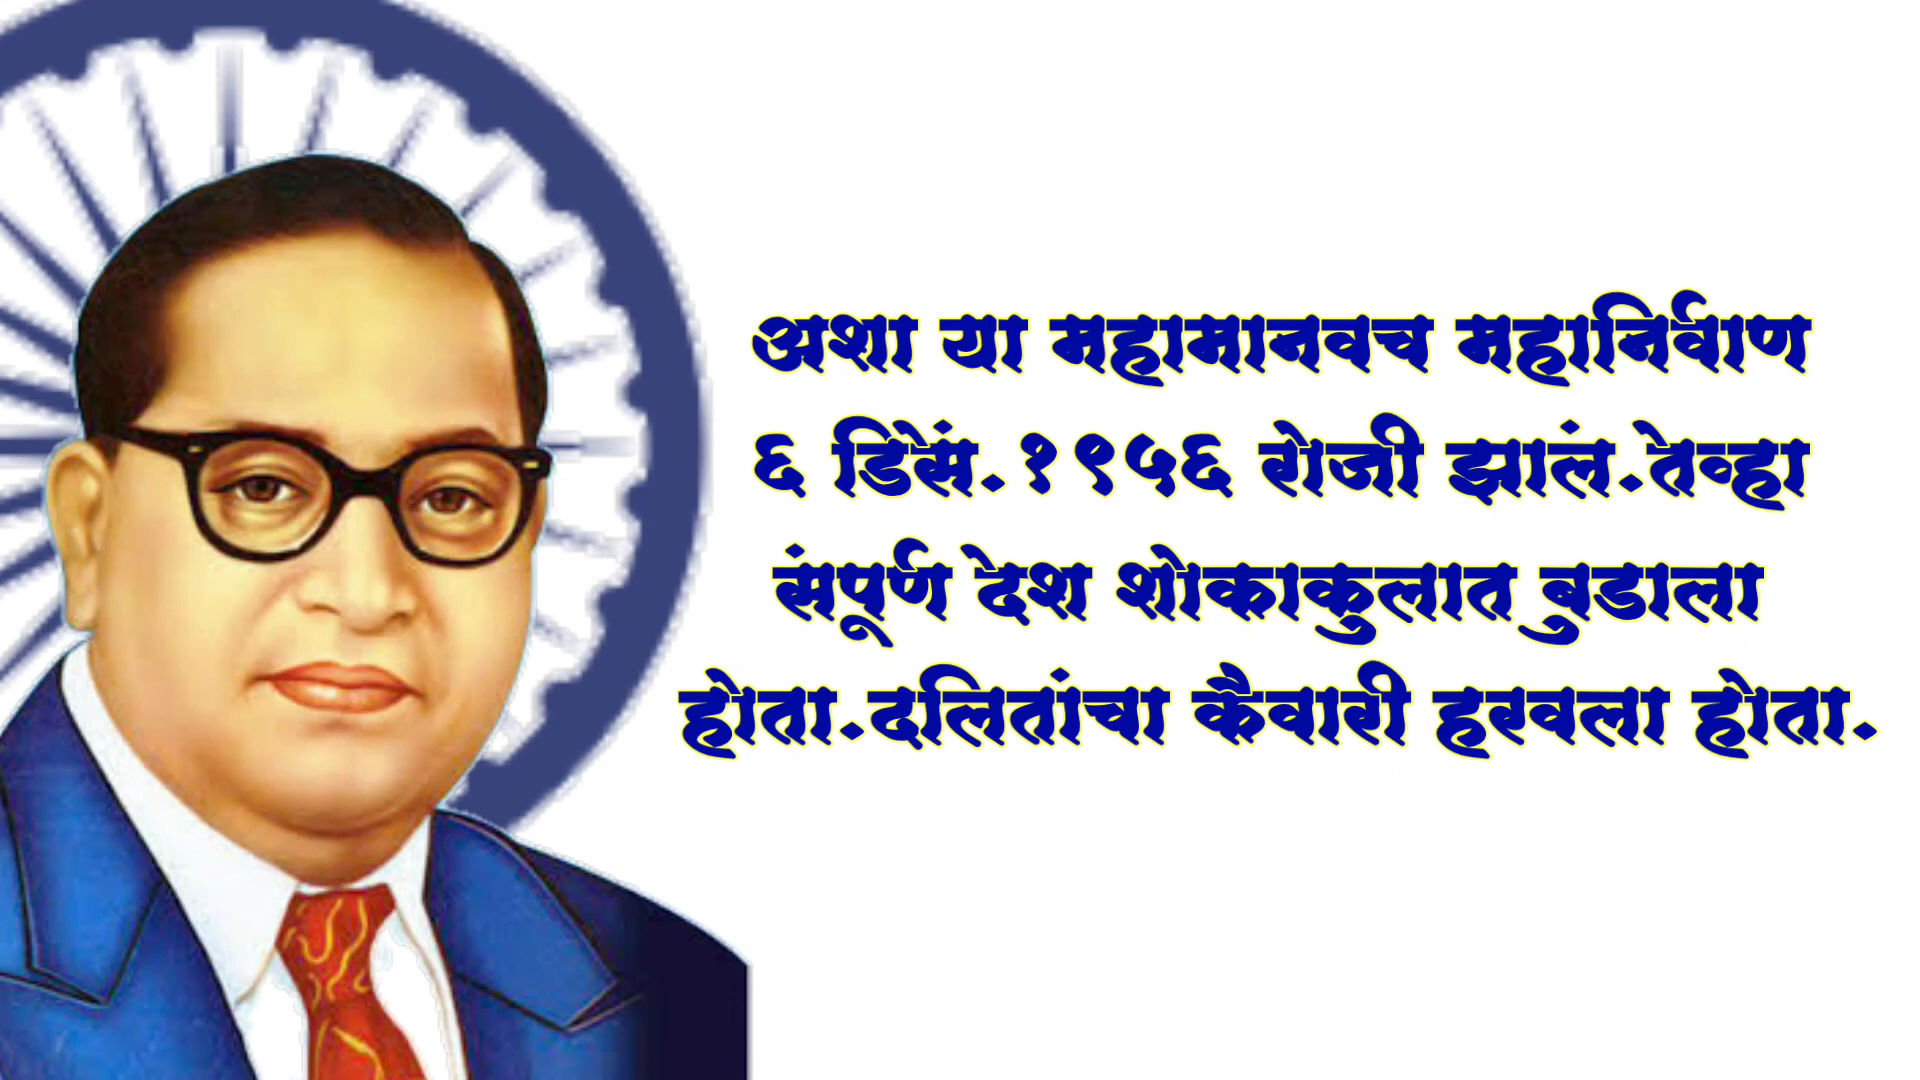 अशा या महामानवच महानिर्वाण
६ डिसें.१९५६ रोजी झालं.तेव्हा
संपूर्ण देश शोकाकुलात बुडाला
होता.दलितांचा कैवारी हरवला होता.